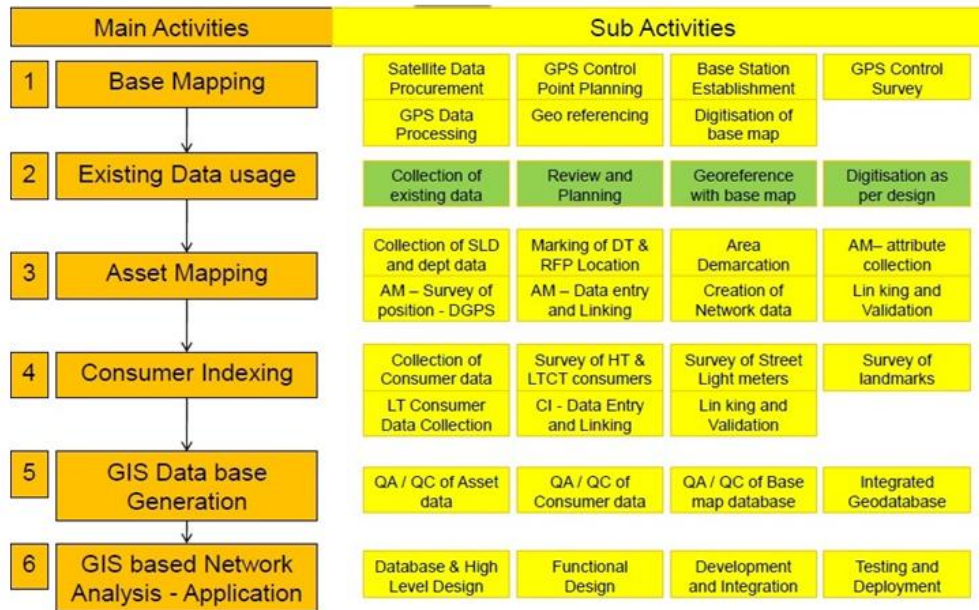 Main Activities
Sub Activities
1
Base Mapping
Satellite Data
Procurement
GPS Control
Point Planning
Base Station
Establishment
GPS Control
Survey
GPS Data
Processing
Geo referencing
Digitisation of
base map
2
Existing Data usage
Collection of
existing data
Review and
Planning
Georeference
with base map
Digitisation as
per design
3
Asset Mapping
Collection of SLD
and dept data
Marking of DT &
RFP Location
Area
Demarcation
AM– attribute
collection
AM – Survey of
position - DGPS
AM – Data entry
and Linking
Creation of
Network data
Lin king and
Validation
4
Consumer Indexing
Collection of
Consumer data
Survey of HT &
LTCT consumers
Survey of Street
Light meters
Survey of
landmarks
LT Consumer
Data Collection
CI - Data Entry
and Linking
Lin king and
Validation
5
GIS Data base
Generation
QA / QC of Asset
data
QA / QC of
Consumer data
QA / QC of Base
map database
Integrated
Geodatabase
6
GIS based Network
Analysis - Application
Database & High
Level Design
Functional
Design
Development
and Integration
Testing and
Deployment